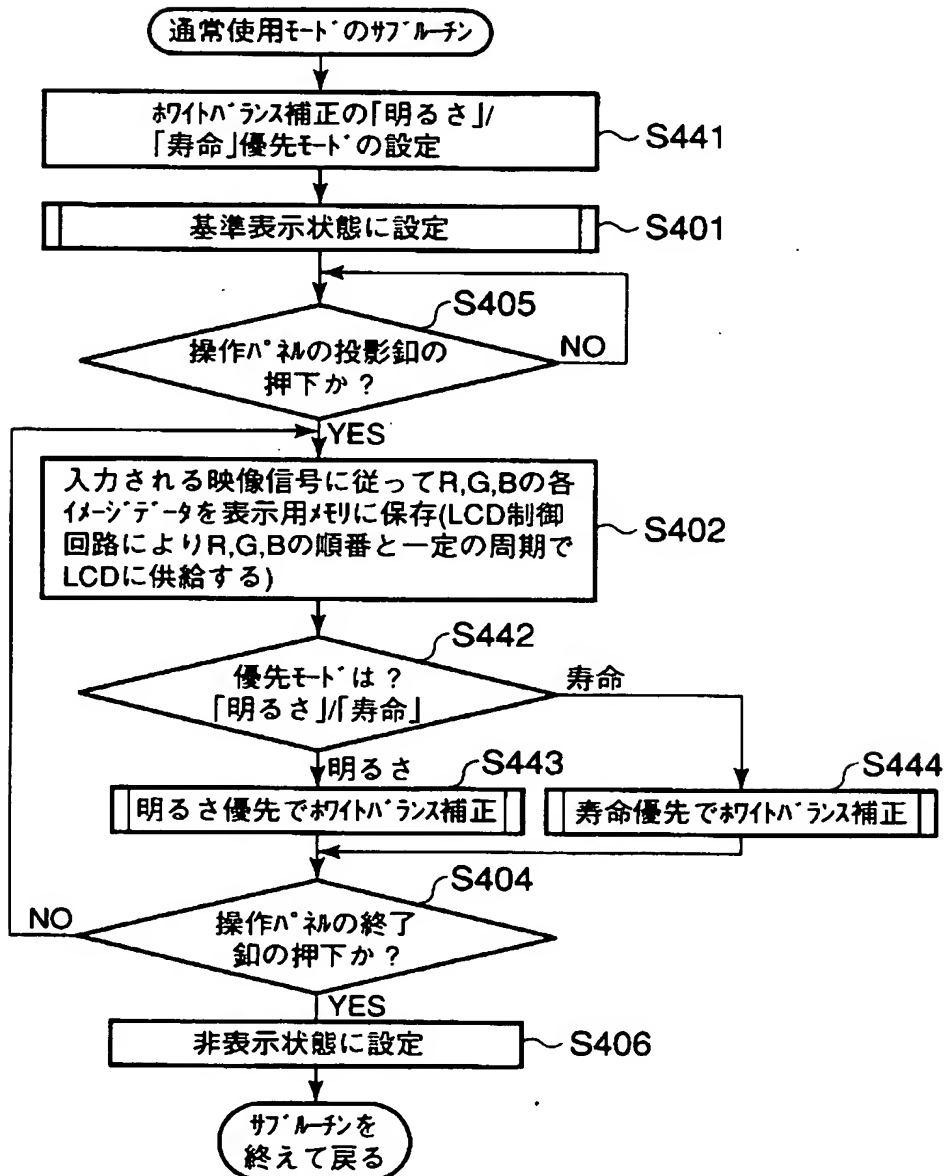 通常使用ﾓｰﾄﾞのｻﾌﾞﾙｰﾁﾝ
ﾎﾜｲﾄﾊﾞﾗﾝｽ補正の「明るさ」/
「寿命」優先ﾓｰﾄﾞの設定
S441
基準表示状態に設定
S401
S405
操作ﾊﾟﾈﾙの投影釦の
押下か?
NO
YES
入力される映像信号に従ってR,G,Bの各
ｲﾒｰｼﾞﾃﾞｰﾀを表示用ﾒﾓﾘに保存(LCD制御
回路によりR,G,Bの順番と一定の周期で
LCDに供給する)
S402
S442
優先ﾓｰﾄﾞは?
「明るさ」/「寿命」
寿命
明るさ
S443
S444
明るさ優先でﾎﾜｲﾄﾊﾞﾗﾝｽ補正
寿命優先でﾎﾜｲﾄﾊﾞﾗﾝｽ補正
S404
NO
操作ﾊﾟﾈﾙの終了
釦の押下か?
YES
非表示状態に設定
S406
ｻﾌﾞﾙｰﾁﾝを
終えて戻る